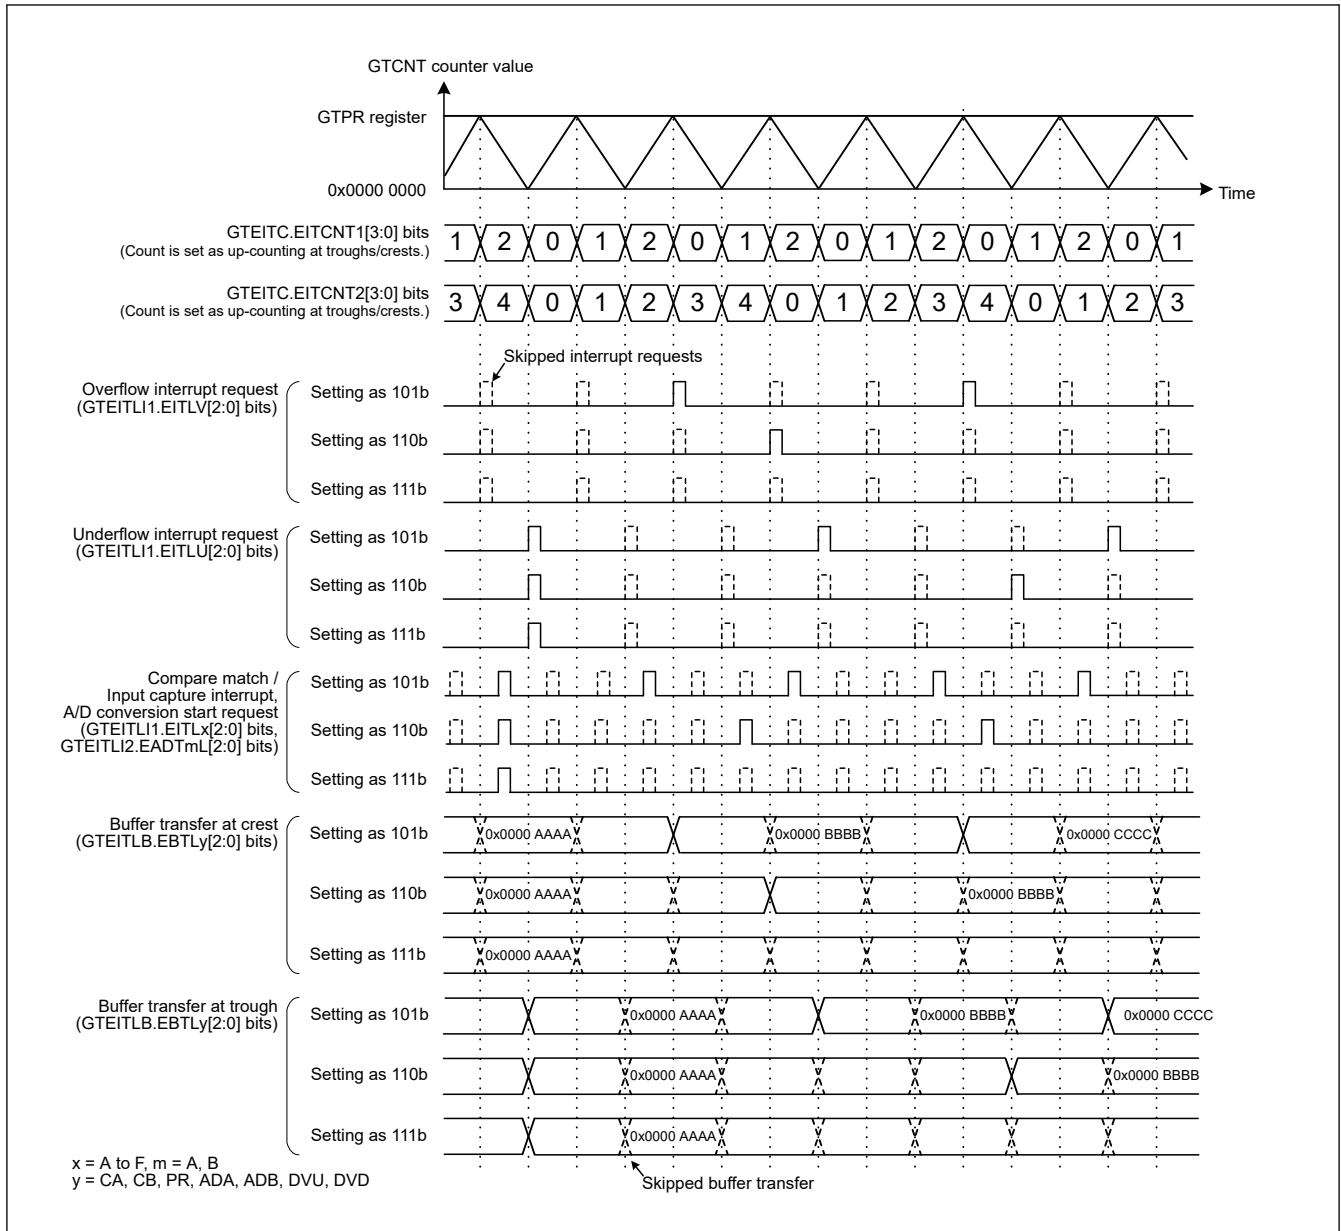 GTCNT counter value
GTPR register
0x0000 0000
Time
GTEITC.EITCNT1[3:0] bits
(Count is set as up-counting at troughs/crests.)
1 2 0 1 2 0 1 2 0 1 2 0 1 2 0 1
GTEITC.EITCNT2[3:0] bits
(Count is set as up-counting at troughs/crests.)
3 4 0 1 2 3 4 0 1 2 3 4 0 1 2 3
Skipped interrupt requests
Overflow interrupt request
(GTEITLI1.EITLV[2:0] bits)
Setting as 101b
Setting as 110b
Setting as 111b
Underflow interrupt request
(GTEITLI1.EITLU[2:0] bits)
Setting as 101b
Setting as 110b
Setting as 111b
Compare match /
Input capture interrupt,
A/D conversion start request
(GTEITLI1.EITLx[2:0] bits,
GTEITLI2.EADTmL[2:0] bits)
Setting as 101b
Setting as 110b
Setting as 111b
Buffer transfer at crest
(GTEITLB.EBTLy[2:0] bits)
Setting as 101b
0x0000 AAAA
0x0000 BBBB
0x0000 CCCC
Setting as 110b
0x0000 AAAA
0x0000 BBBB
Setting as 111b
0x0000 AAAA
Buffer transfer at trough
(GTEITLB.EBTLy[2:0] bits)
Setting as 101b
0x0000 AAAA
0x0000 BBBB
0x0000 CCCC
Setting as 110b
0x0000 AAAA
0x0000 BBBB
Setting as 111b
0x0000 AAAA
x = A to F, m = A, B
y = CA, CB, PR, ADA, ADB, DVU, DVD
Skipped buffer transfer